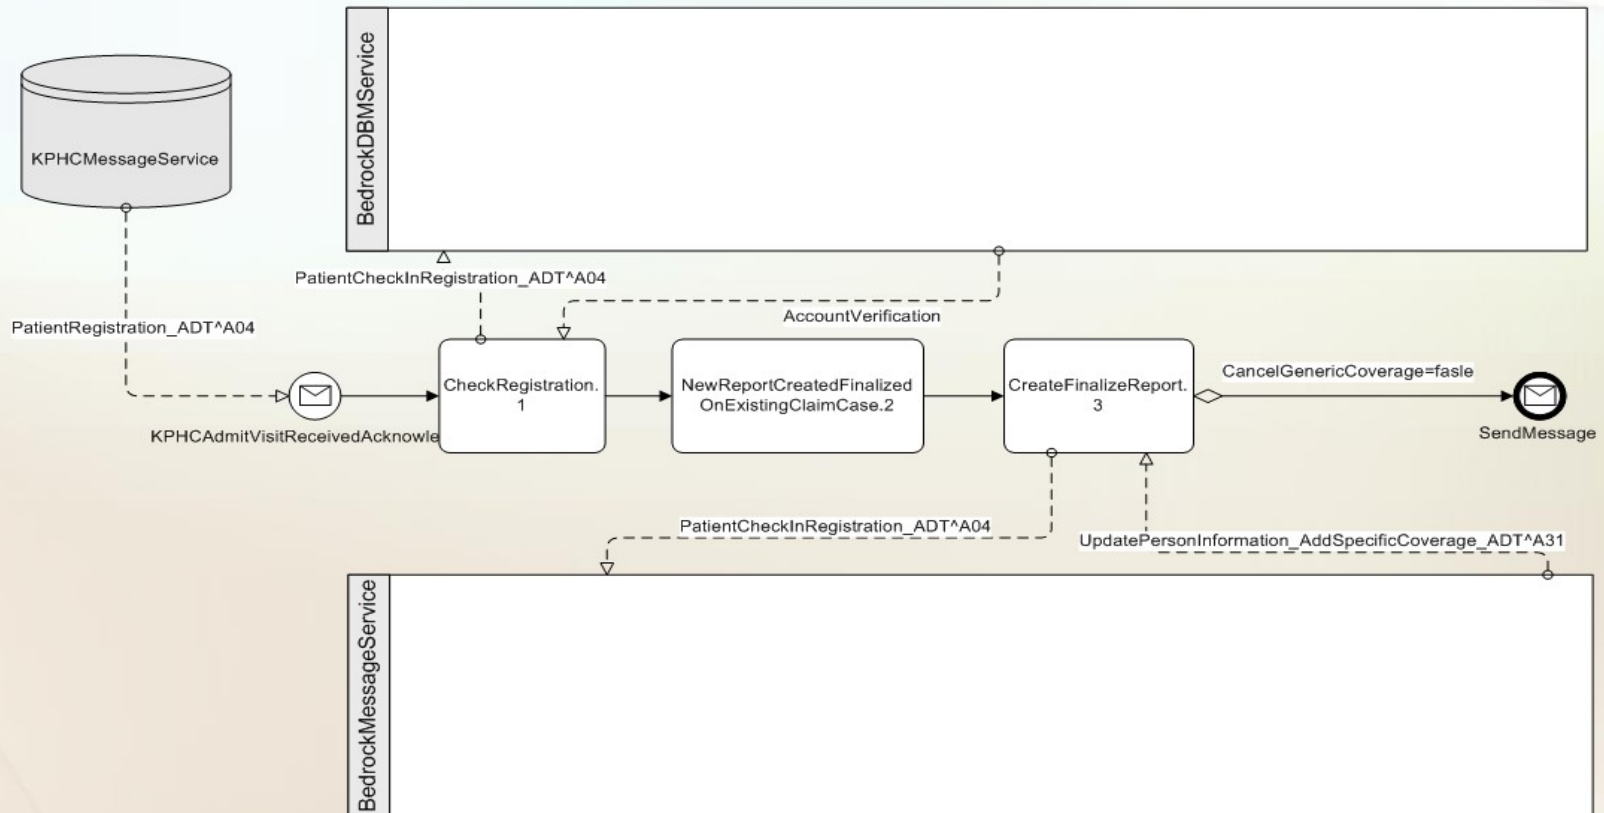 BedrockDBMService
KPHCMessageService
PatientCheckInRegistration_ADT^A04
PatientRegistration_ADT^A04
AccountVerification
CheckRegistration.
1
NewReportCreatedFinalized
OnExistingClaimCase.2
CreateFinalizeReport.
3
CancelGenericCoverage=fasle
KPHCAdmitVisitReceivedAcknowle
SendMessage
PatientCheckInRegistration_ADT^A04
UpdatePersonInformation_AddSpecificCoverage_ADT^A31
BedrockMessageService